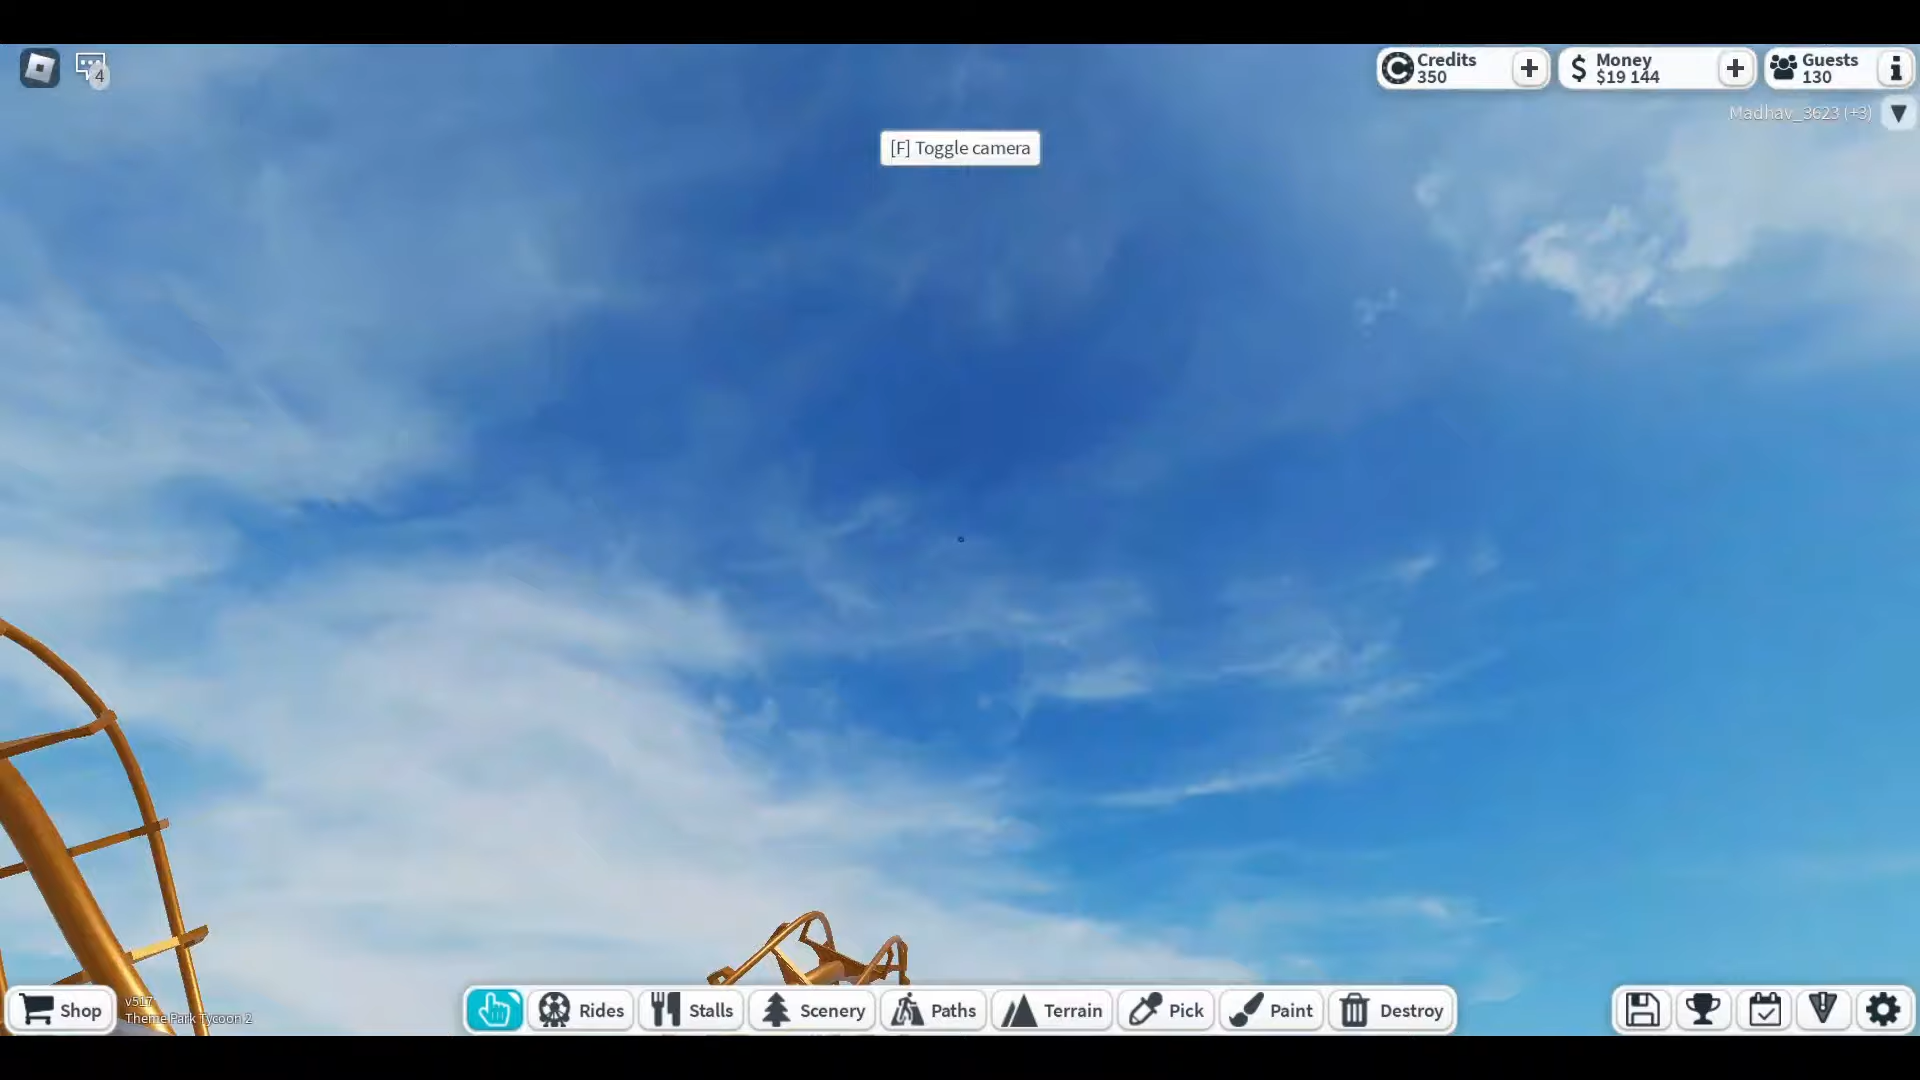 4
Credits
350
+
$
Money
$19 144
+
Guests
130
Madhav_3623 (+3)
[F] Toggle camera
Shop
v517
Theme Park Tycoon 2
Rides
Stalls
Scenery
Paths
Terrain
Pick
Paint
Destroy